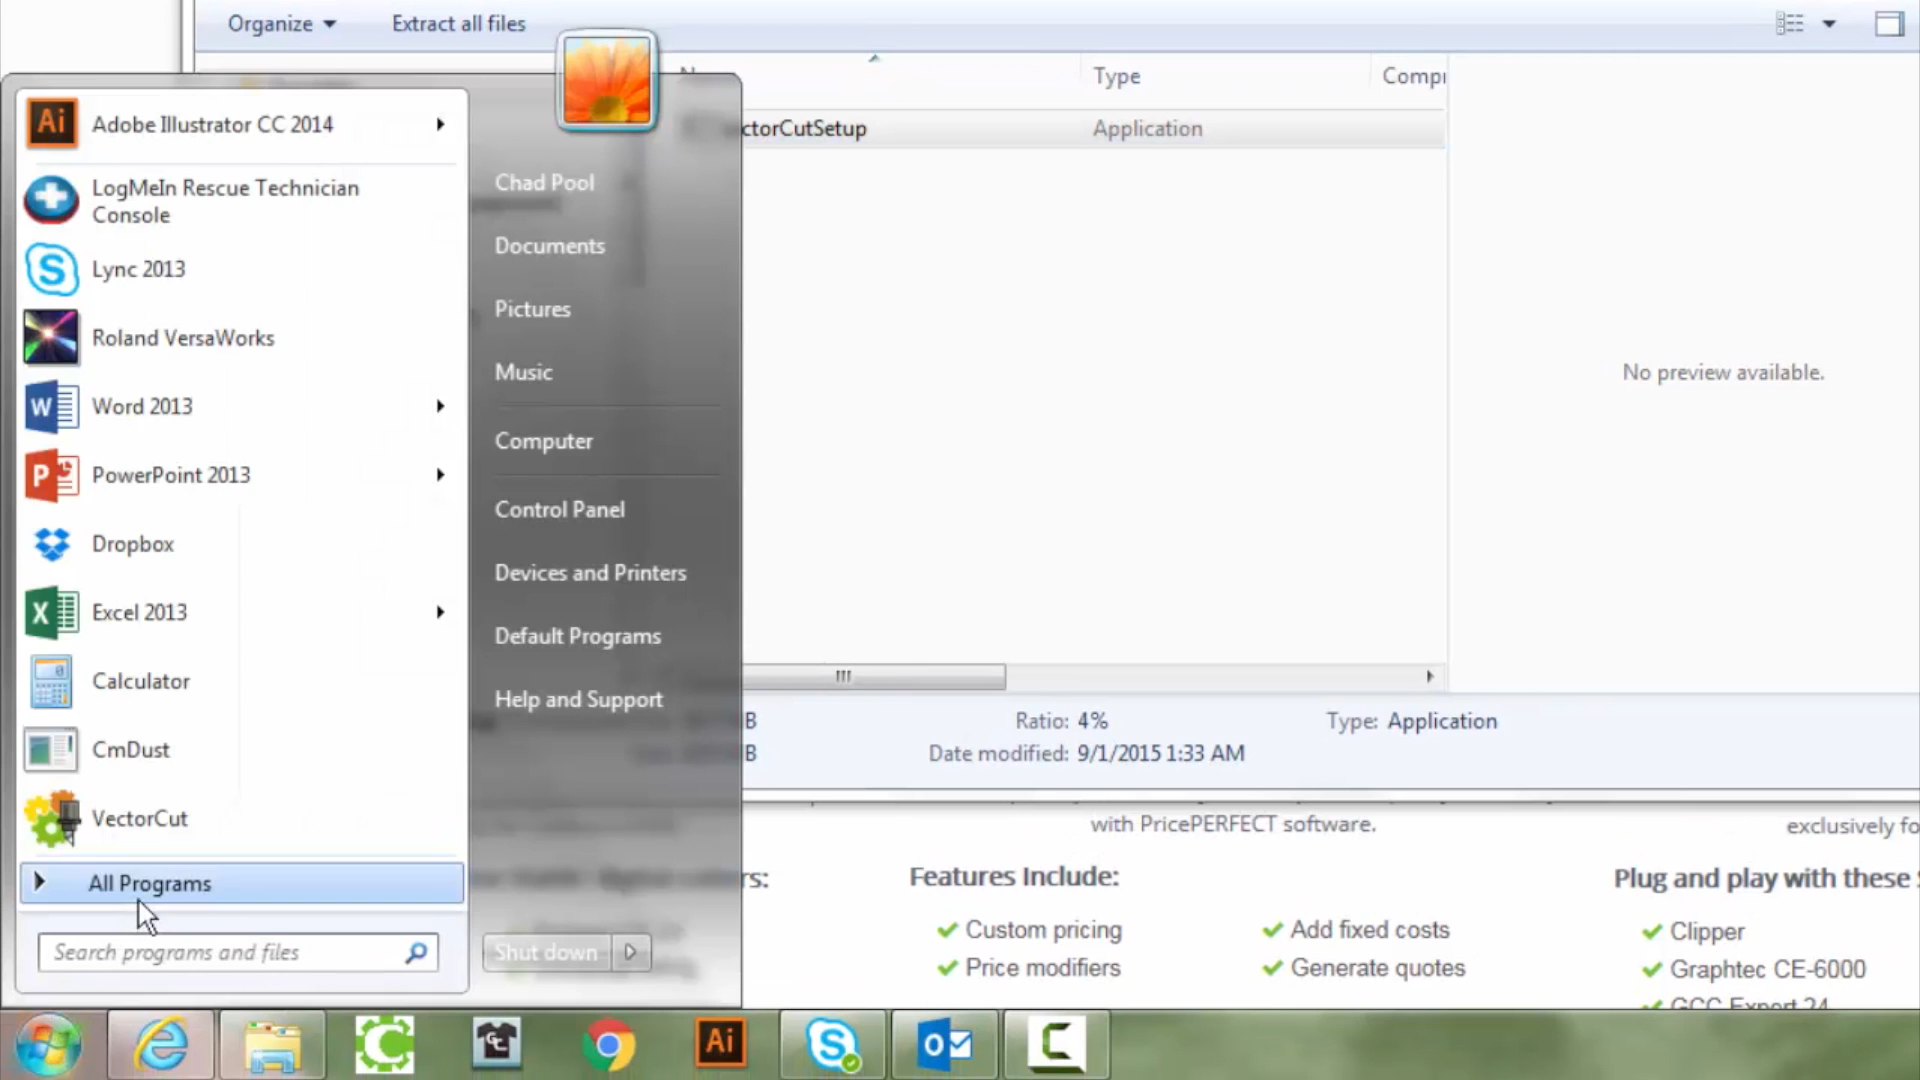 Organize
Extract all files
Type
Compr
ctorCutSetup
Application
Ai
Adobe Illustrator CC 2014
LogMeIn Rescue Technician
Console
Lync 2013
Roland VersaWorks
Word 2013
PowerPoint 2013
Dropbox
Excel 2013
Calculator
CmDust
VectorCut
All Programs
Search programs and files
Chad Pool
Documents
Pictures
Music
Computer
Control Panel
Devices and Printers
Default Programs
Help and Support
Shut down
No preview available.
B
Ratio: 4%
Type: Application
B
Date modified: 9/1/2015 1:33 AM
with PricePERFECT software.
exclusively fo
rs:
Features Include:
Plug and play with these S
Custom pricing
Add fixed costs
Clipper
Price modifiers
Generate quotes
Graphtec CE-6000
GCC Expert 24
Ai